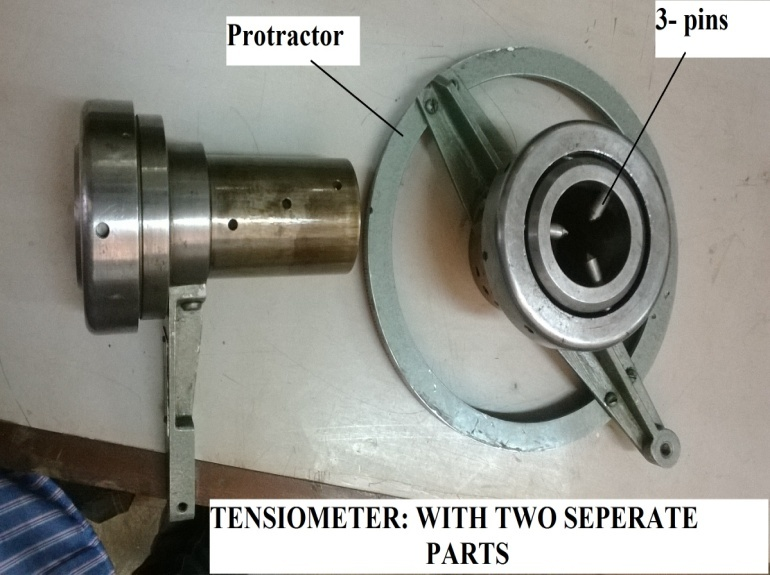 Protractor
3- pins
TENSIOMETER: WITH TWO SEPERATE
PARTS